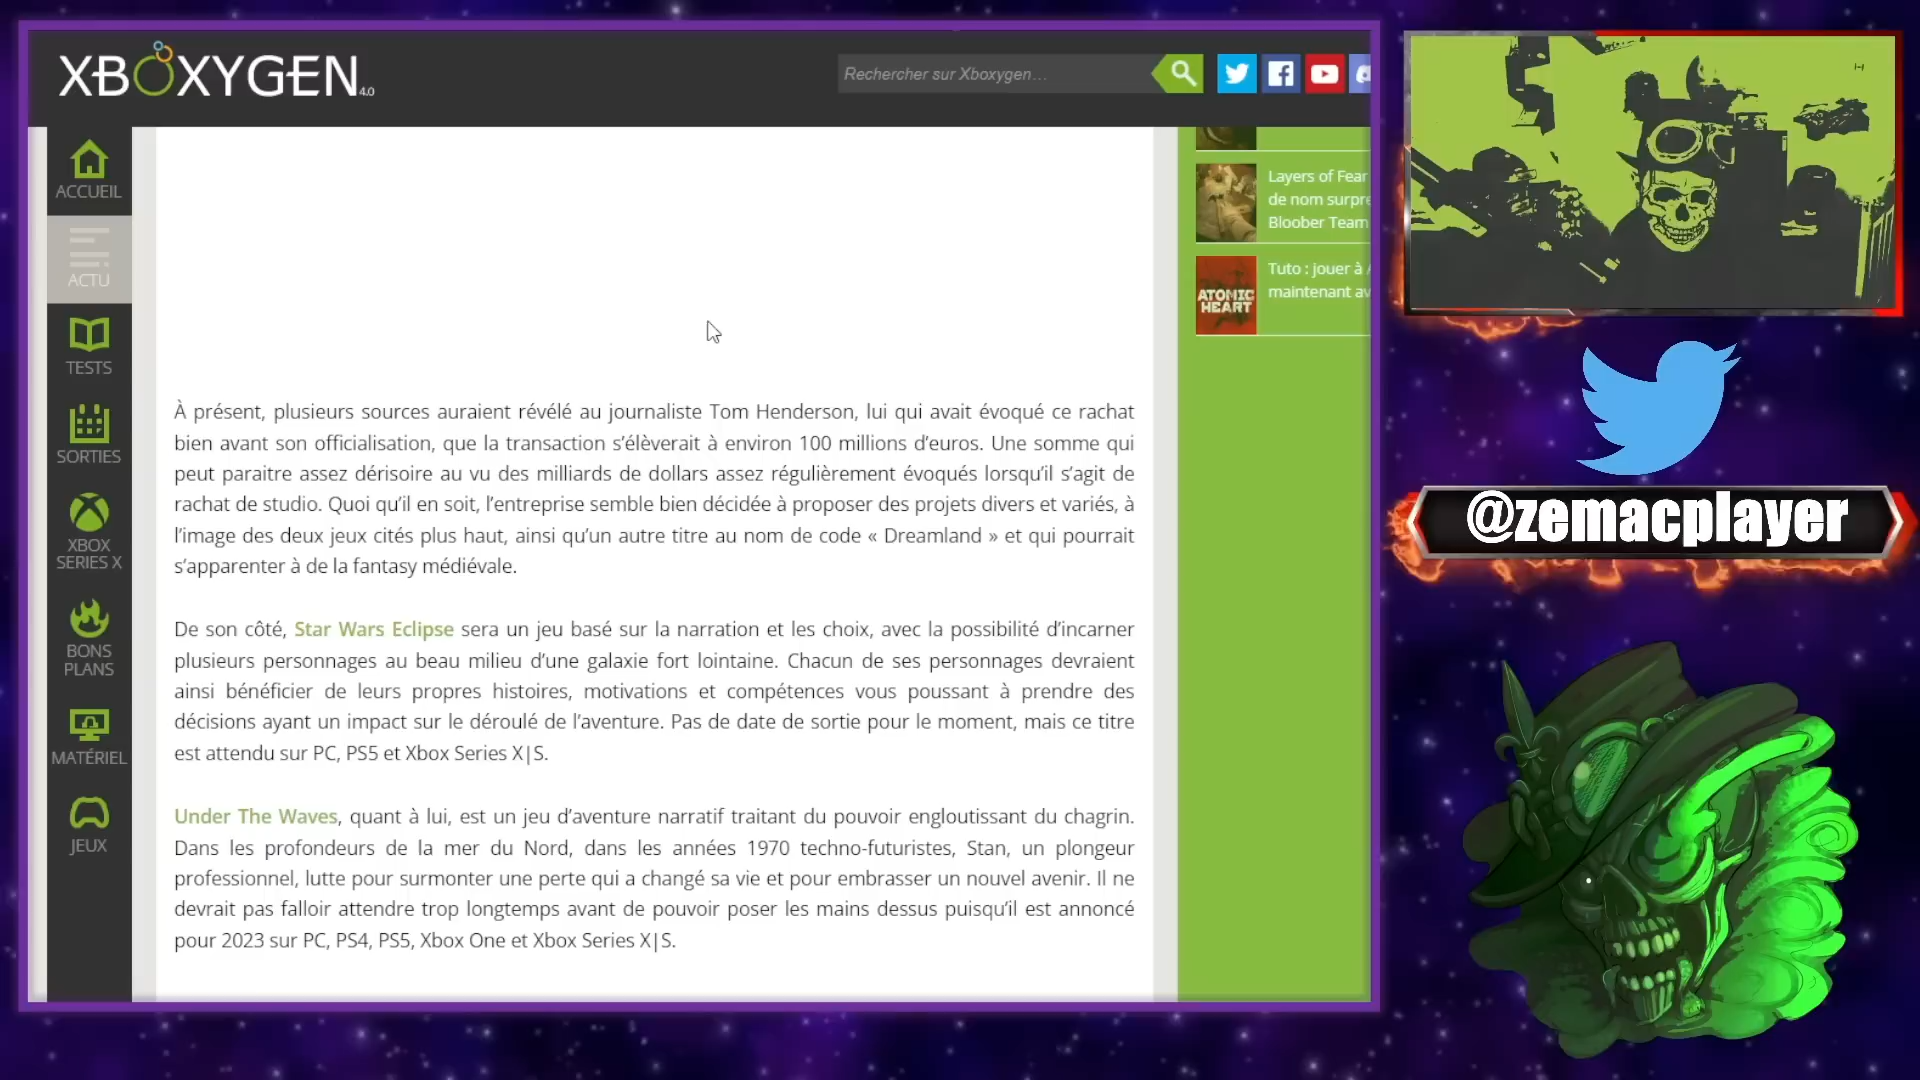 XBOXYGEN 4.0
Rechercher sur Xboxygen…
ACCUEIL
ACTU
TESTS
SORTIES
XBOX
SERIES X
BONS
PLANS
MATÉRIEL
JEUX
À présent, plusieurs sources auraient révélé au journaliste Tom Henderson, lui qui avait évoqué ce rachat
bien avant son officialisation, que la transaction s’élèverait à environ 100 millions d’euros. Une somme qui
peut paraitre assez dérisoire au vu des milliards de dollars assez régulièrement évoqués lorsqu’il s’agit de
rachat de studio. Quoi qu’il en soit, l’entreprise semble bien décidée à proposer des projets divers et variés, à
l’image des deux jeux cités plus haut, ainsi qu’un autre titre au nom de code « Dreamland » et qui pourrait
s’apparenter à de la fantasy médiévale.
De son côté, Star Wars Eclipse sera un jeu basé sur la narration et les choix, avec la possibilité d’incarner
plusieurs personnages au beau milieu d’une galaxie fort lointaine. Chacun de ses personnages devraient
ainsi bénéficier de leurs propres histoires, motivations et compétences vous poussant à prendre des
décisions ayant un impact sur le déroulé de l’aventure. Pas de date de sortie pour le moment, mais ce titre
est attendu sur PC, PS5 et Xbox Series X|S.
Under The Waves, quant à lui, est un jeu d’aventure narratif traitant du pouvoir engloutissant du chagrin.
Dans les profondeurs de la mer du Nord, dans les années 1970 techno-futuristes, Stan, un plongeur
professionnel, lutte pour surmonter une perte qui a changé sa vie et pour embrasser un nouvel avenir. Il ne
devrait pas falloir attendre trop longtemps avant de pouvoir poser les mains dessus puisqu’il est annoncé
pour 2023 sur PC, PS4, PS5, Xbox One et Xbox Series X|S.
Layers of Fear
de nom surpr
Bloober Team
ATOMIC
HEART
Tuto : jouer à
maintenant av
@zemacplayer